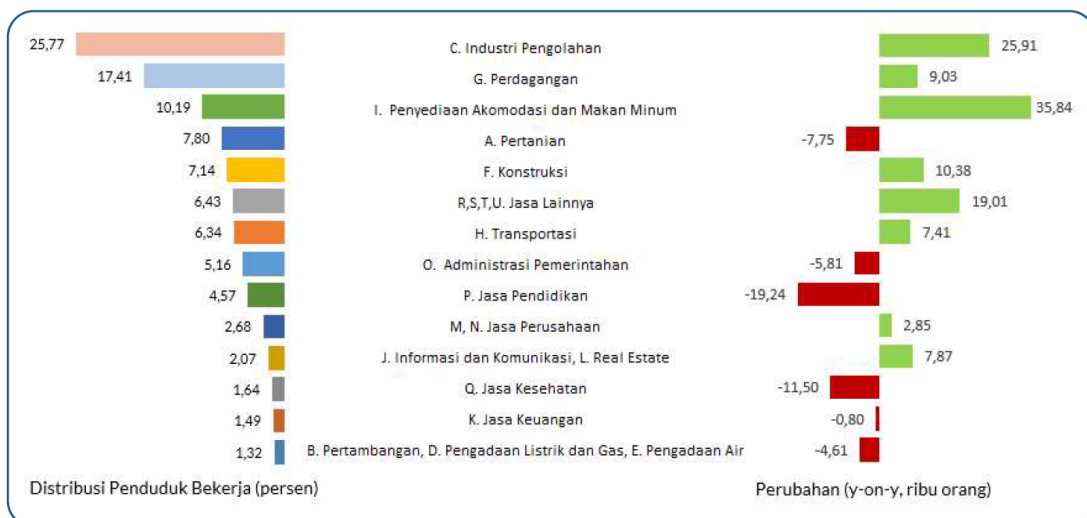 25,77 C. Industri Pengolahan 25,91
17,41 G. Perdagangan 9,03
10,19 I. Penyediaan Akomodasi dan Makan Minum 35,84
7,80 A. Pertanian -7,75
7,14 F. Konstruksi 10,38
6,43 R,S,T,U. Jasa Lainnya 19,01
6,34 H. Transportasi 7,41
5,16 O. Administrasi Pemerintahan -5,81
4,57 P. Jasa Pendidikan -19,24
2,68 M, N. Jasa Perusahaan 2,85
2,07 J. Informasi dan Komunikasi, L. Real Estate 7,87
1,64 Q. Jasa Kesehatan -11,50
1,49 K. Jasa Keuangan -0,80
1,32 B. Pertambangan, D. Pengadaan Listrik dan Gas, E. Pengadaan Air -4,61
Distribusi Penduduk Bekerja (persen) Perubahan (y-on-y, ribu orang)